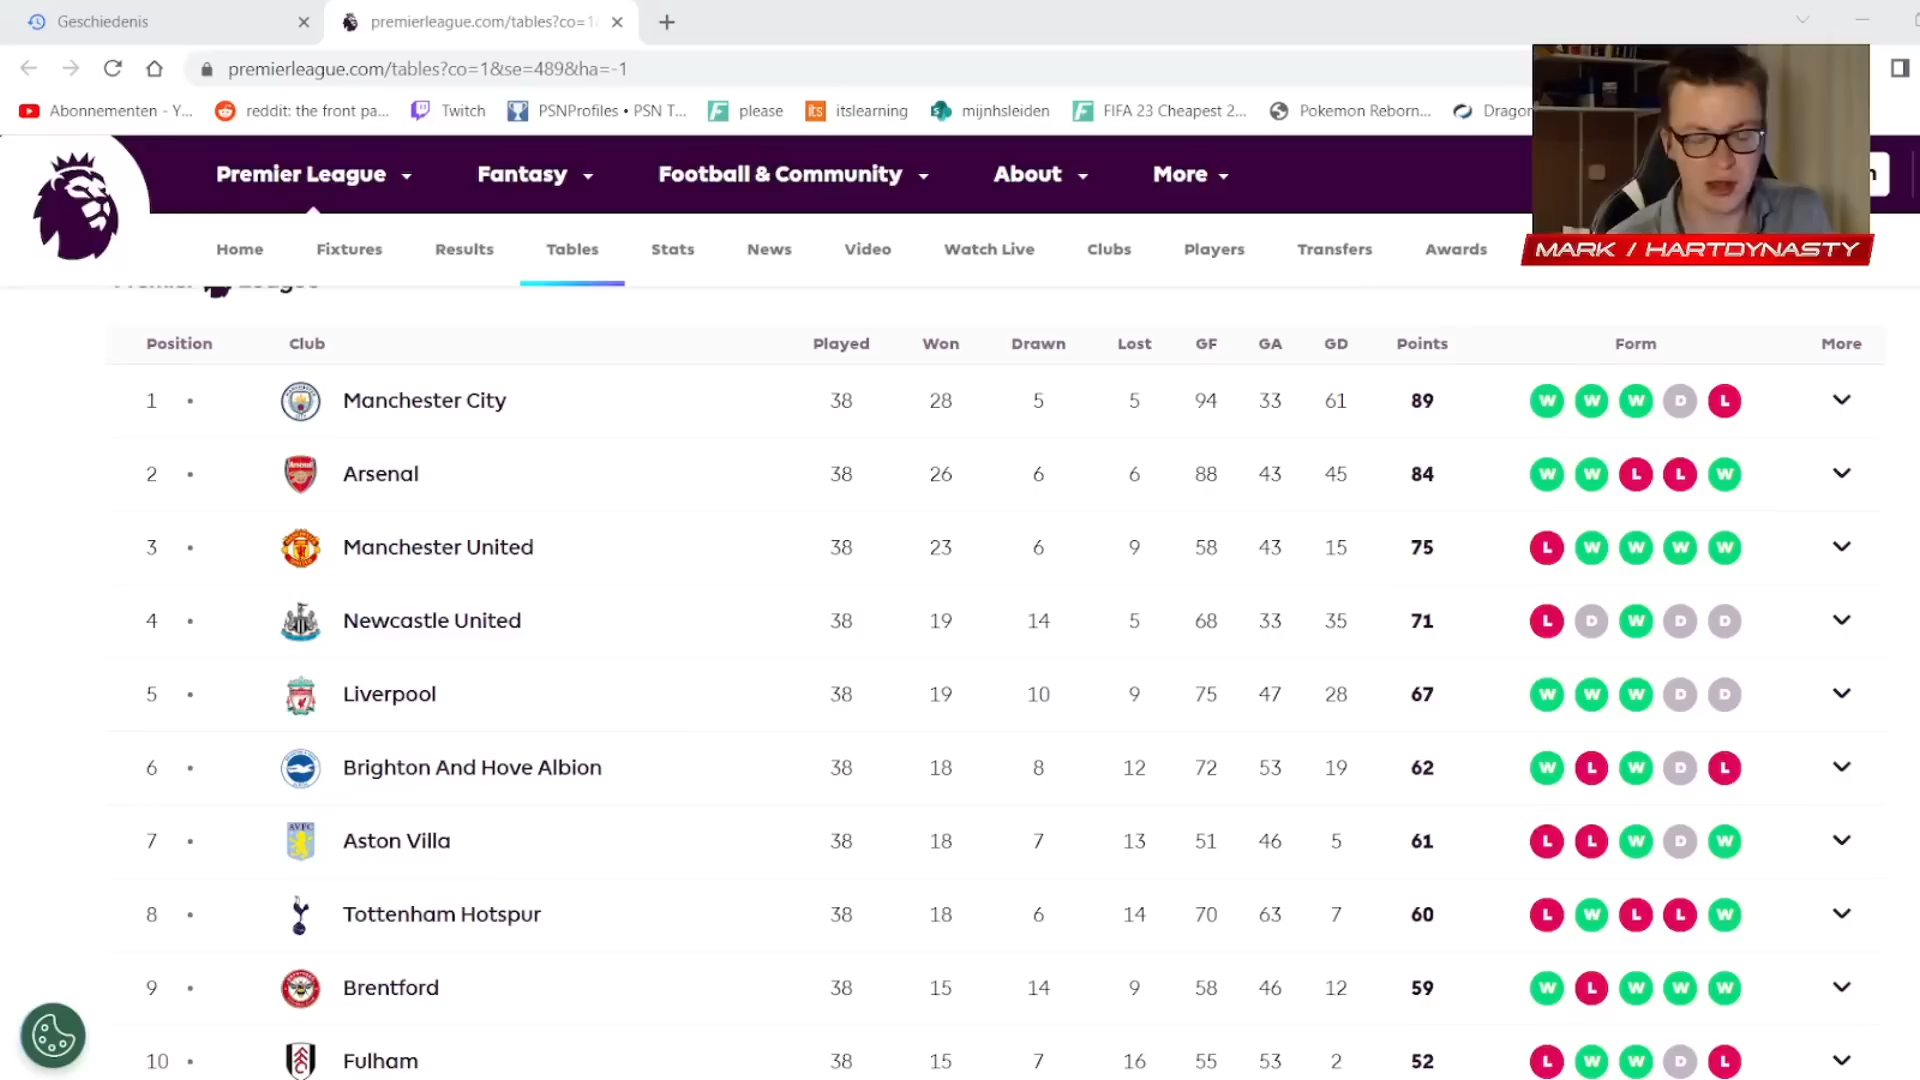 Geschiedenis
premierleague.com/tables?co=1
premierleague.com/tables?co=1&se=489&ha=-1
Abonnementen - Y... reddit: the front pa... Twitch PSNProfiles • PSN T... please itslearning mijnhsleiden FIFA 23 Cheapest 2... Pokemon Reborn... Dragon
Premier League Fantasy Football & Community About More
Home Fixtures Results Tables Stats News Video Watch Live Clubs Players Transfers Awards
MARK / HARTDYNASTY
Premier League
Position Club Played Won Drawn Lost GF GA GD Points Form More
1 Manchester City 38 28 5 5 94 33 61 89 W W W D L
2 Arsenal 38 26 6 6 88 43 45 84 W W L L W
3 Manchester United 38 23 6 9 58 43 15 75 L W W W W
4 Newcastle United 38 19 14 5 68 33 35 71 L D W D D
5 Liverpool 38 19 10 9 75 47 28 67 W W W D D
6 Brighton And Hove Albion 38 18 8 12 72 53 19 62 W L W D L
7 Aston Villa 38 18 7 13 51 46 5 61 L L W D W
8 Tottenham Hotspur 38 18 6 14 70 63 7 60 L W L L W
9 Brentford 38 15 14 9 58 46 12 59 W L W W W
10 Fulham 38 15 7 16 55 53 2 52 L W W D L